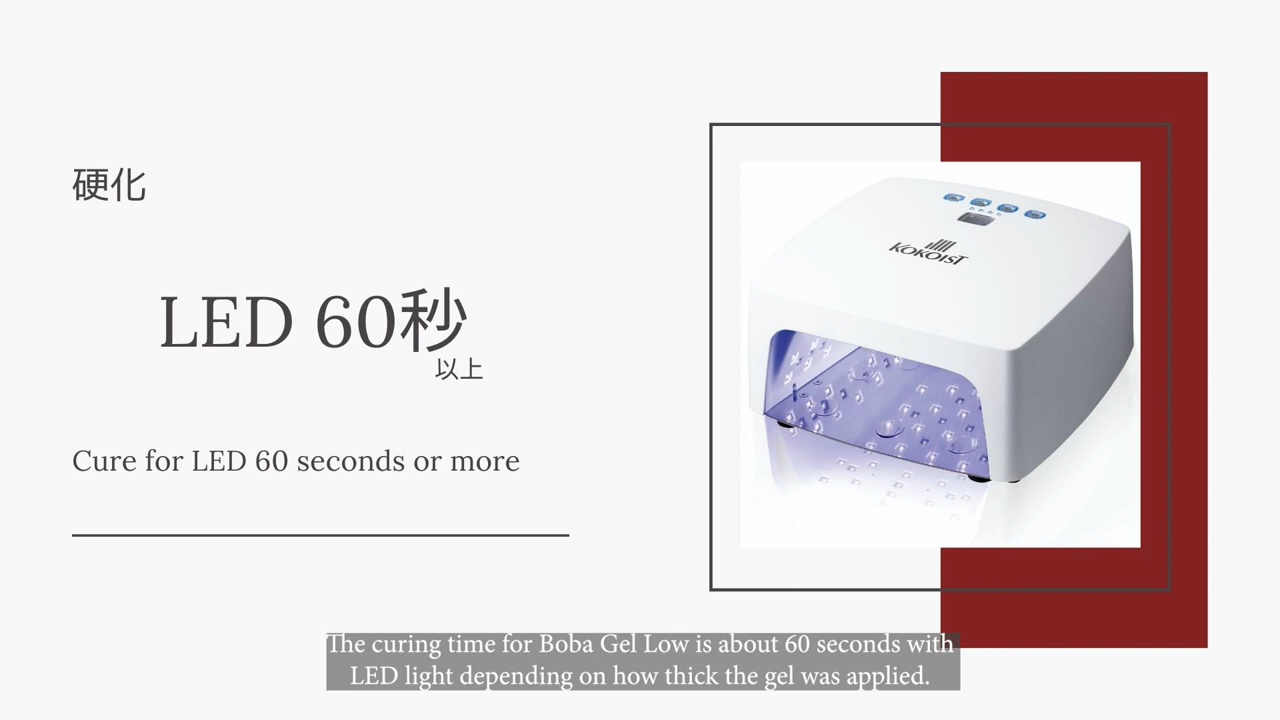 硬化
LED 60秒
以上
Cure for LED 60 seconds or more
KOKOIST
The curing time for Boba Gel Low is about 60 seconds with
LED light depending on how thick the gel was applied.